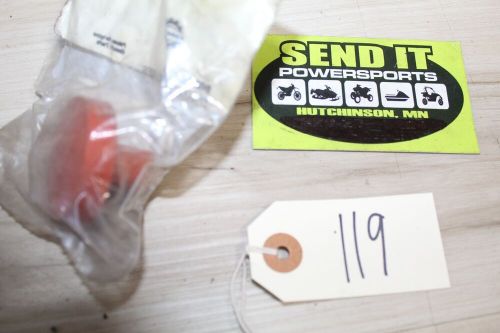 SEND IT
POWERSPORTS
HUTCHINSON, MN
119